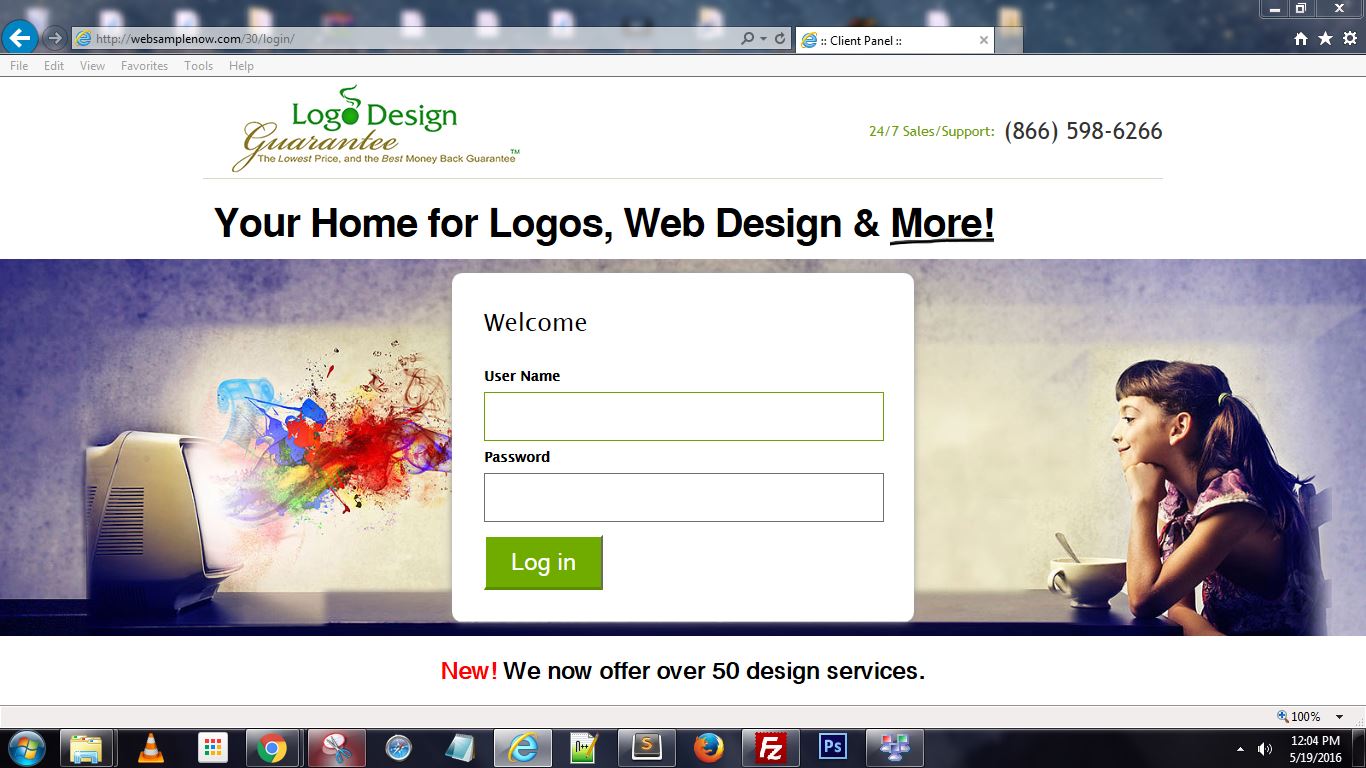 http://websamplenow.com/30/login/
:: Client Panel ::
File Edit View Favorites Tools Help
Logo Design
Guarantee
The Lowest Price, and the Best Money Back Guarantee™
24/7 Sales/Support: (866) 598-6266
Your Home for Logos, Web Design & More!
Welcome
User Name
Password
Log in
New! We now offer over 50 design services.
100%
12:04 PM
5/19/2016